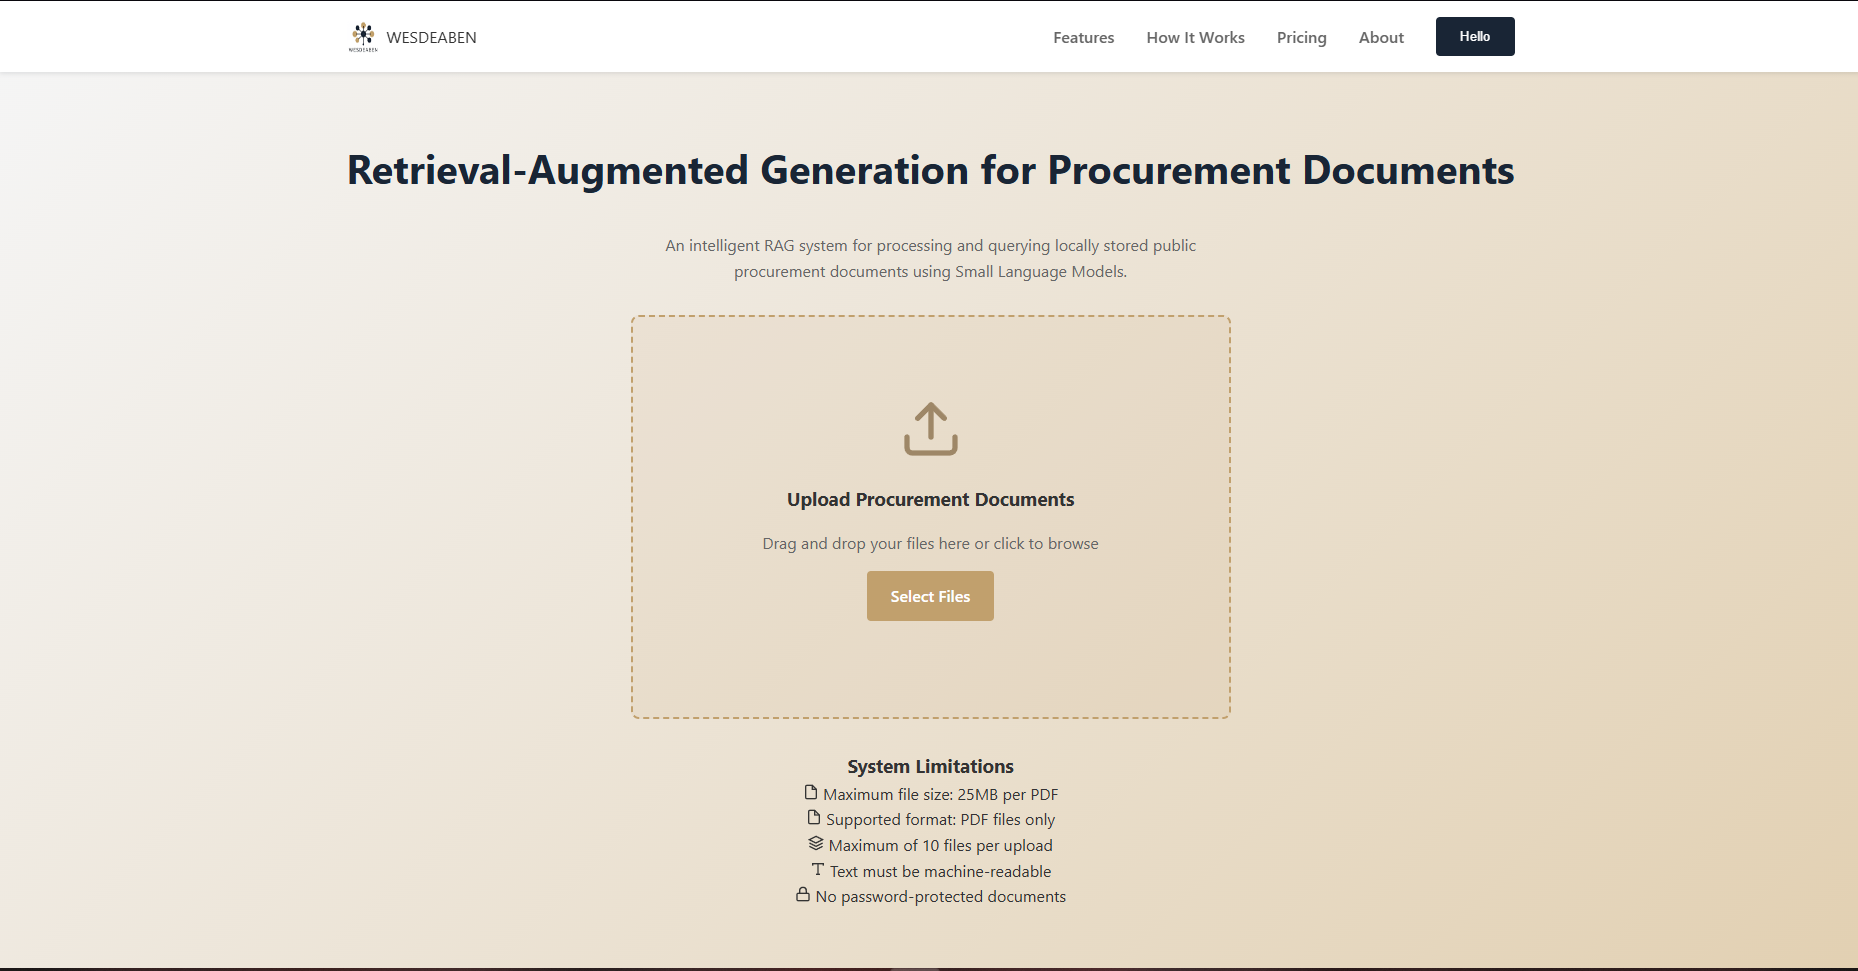 WESDEABEN
WESDEABEN
Features
How It Works
Pricing
About
Hello
Retrieval-Augmented Generation for Procurement Documents
An intelligent RAG system for processing and querying locally stored public
procurement documents using Small Language Models.
Upload Procurement Documents
Drag and drop your files here or click to browse
Select Files
System Limitations
Maximum file size: 25MB per PDF
Supported format: PDF files only
Maximum of 10 files per upload
Text must be machine-readable
No password-protected documents